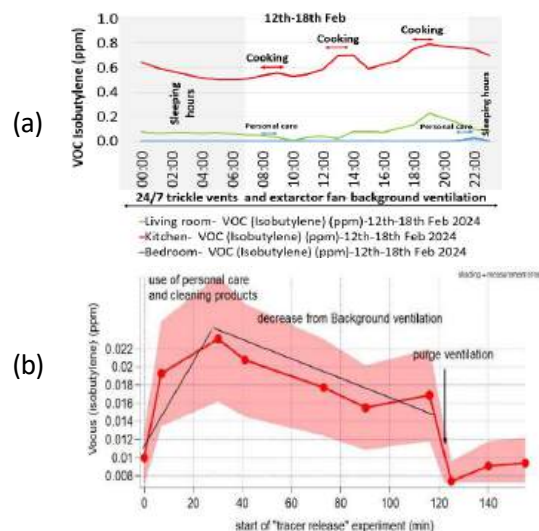 12th-18th Feb
1.0
0.8
0.6
0.4
0.2
0.0
VOC Isobutylene (ppm)
(a)
Cooking
Cooking
Cooking
Sleeping hours
Personal care
Personal care
Sleeping hours
00:00
02:00
04:00
06:00
08:00
10:00
12:00
14:00
16:00
18:00
20:00
22:00
24/7 trickle vents and extarctor fan- background ventilation
Living room- VOC (Isobutylene) (ppm)-12th-18th Feb 2024
Kitchen- VOC (Isobutylene) (ppm)-12th-18th Feb 2024
Bedroom- VOC (Isobutylene) (ppm)-12th-18th Feb 2024
(b)
use of personal care
and cleaning products
decrease from Background ventilation
purge ventilation
0.022
0.02
0.018
0.016
0.014
0.012
0.01
0.008
Vocus (isobutylene) (ppm)
0
20
40
60
80
100
120
140
start of "tracer release" experiment (min)